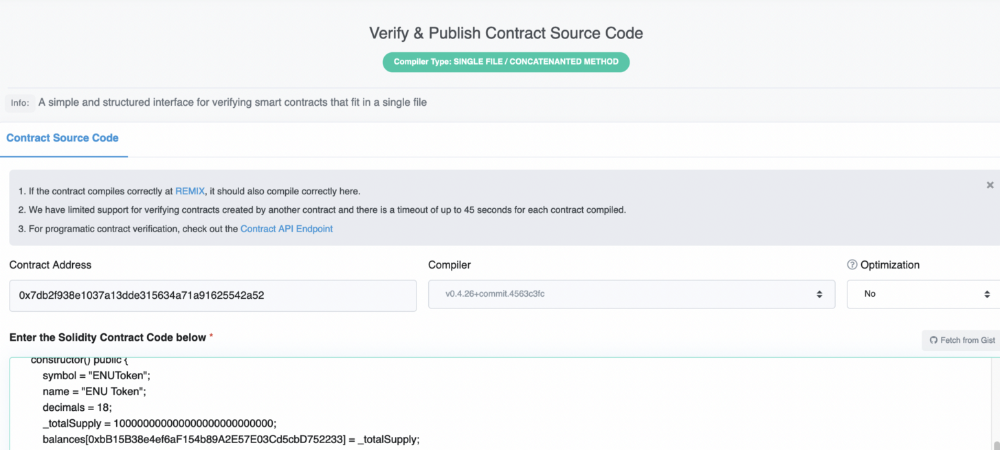 Verify & Publish Contract Source Code
Compiler Type: SINGLE FILE / CONCATENANTED METHOD
Info: A simple and structured interface for verifying smart contracts that fit in a single file
Contract Source Code
1. If the contract compiles correctly at REMIX, it should also compile correctly here.
2. We have limited support for verifying contracts created by another contract and there is a timeout of up to 45 seconds for each contract compiled.
3. For programatic contract verification, check out the Contract API Endpoint
Contract Address
Compiler
Optimization
0x7db2f938e1037a13dde315634a71a91625542a52
v0.4.26+commit.4563c3fc
No
Enter the Solidity Contract Code below *
Fetch from Gist
constructor() public {
symbol = "ENUToken";
name = "ENU Token";
decimals = 18;
_totalSupply = 100000000000000000000000000;
balances[0xbB15B38e4ef6aF154b89A2E57E03Cd5cbD752233] = _totalSupply;